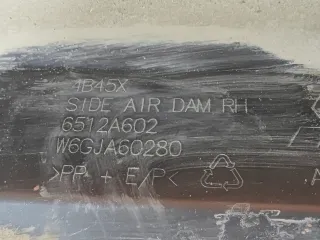 4B45X
SIDE AIR DAM RH
6512A602
W6GJA60280
>PP + E/P<
A